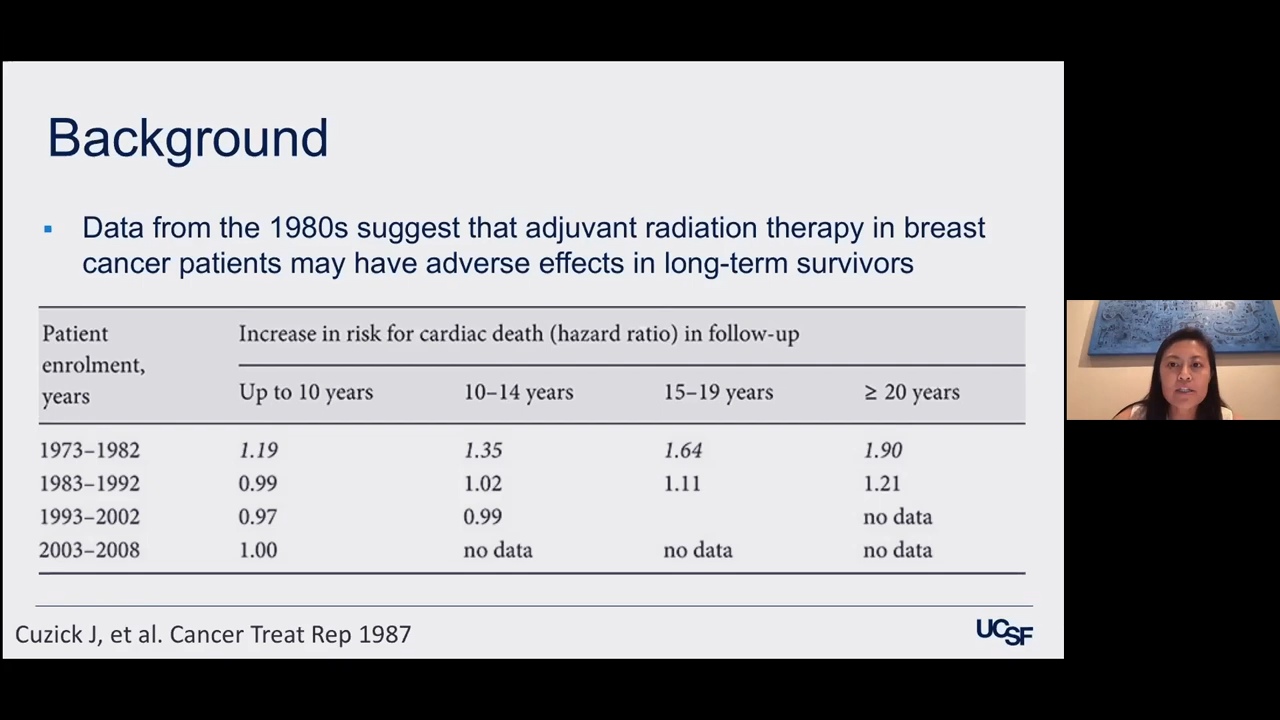 Background
▪ Data from the 1980s suggest that adjuvant radiation therapy in breast
cancer patients may have adverse effects in long-term survivors
Patient enrolment, years Increase in risk for cardiac death (hazard ratio) in follow-up
Up to 10 years 10–14 years 15–19 years ≥ 20 years
1973–1982 1.19 1.35 1.64 1.90
1983–1992 0.99 1.02 1.11 1.21
1993–2002 0.97 0.99 no data
2003–2008 1.00 no data no data no data
Cuzick J, et al. Cancer Treat Rep 1987
UCSF